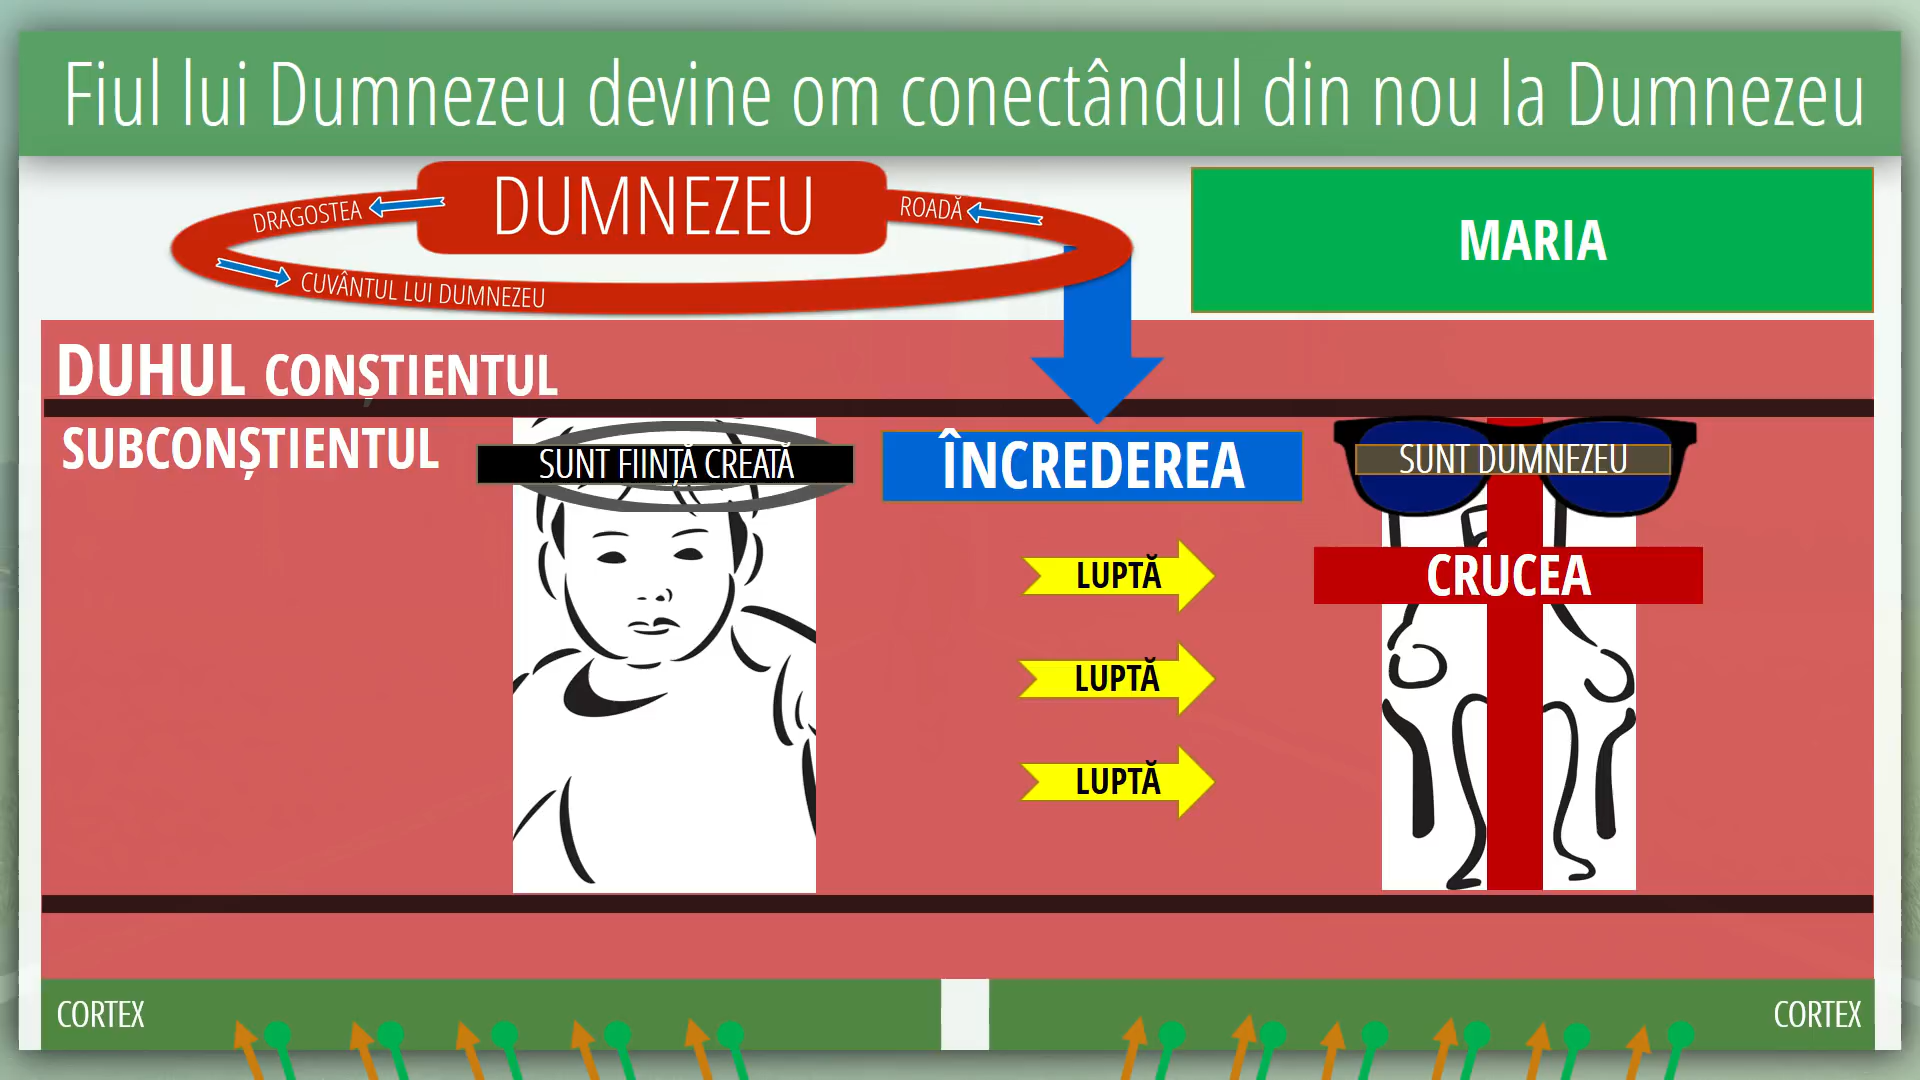 Fiul lui Dumnezeu devine om conectândul din nou la Dumnezeu
DUMNEZEU
DRAGOSTEA
ROADĂ
CUVÂNTUL LUI DUMNEZEU
MARIA
DUHUL CONȘTIENTUL
SUBCONȘTIENTUL
SUNT FIINȚĂ CREATĂ
ÎNCREDEREA
SUNT DUMNEZEU
LUPTĂ
CRUCEA
LUPTĂ
LUPTĂ
CORTEX
CORTEX